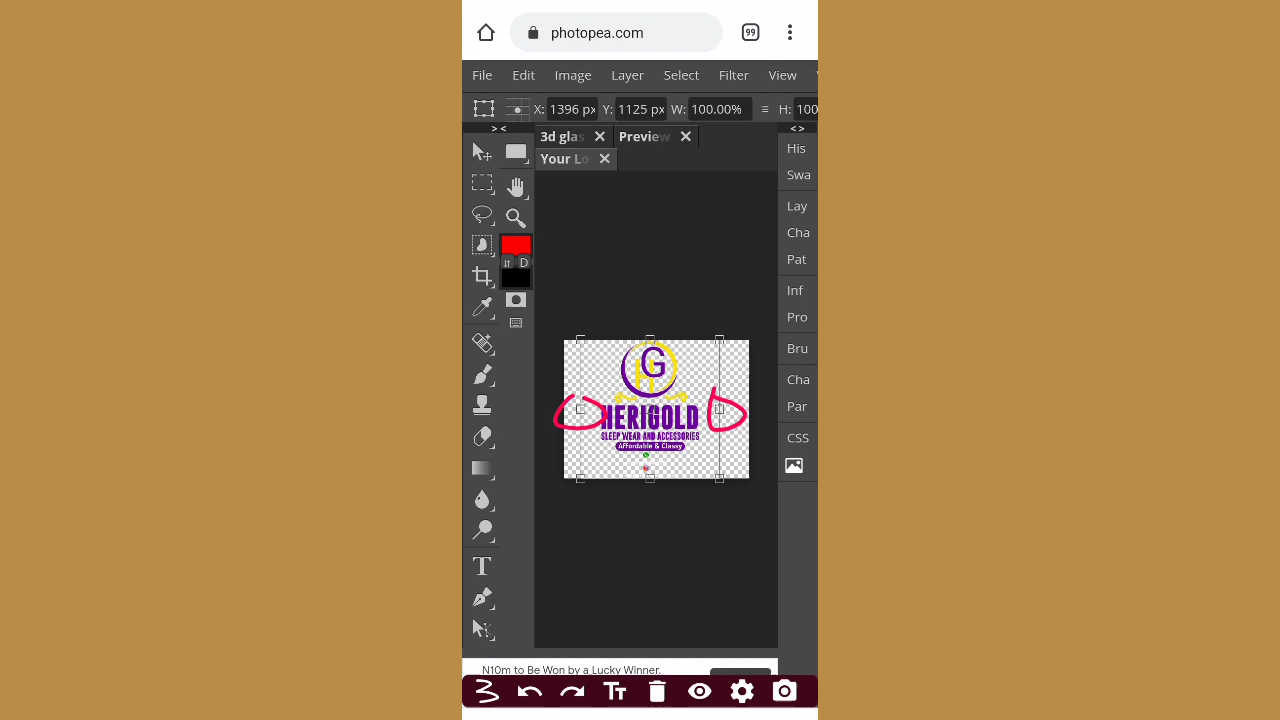 photopea.com
99
File Edit Image Layer Select Filter View
X: 1396 px Y: 1125 px W: 100.00% = H: 100
> <
< >
3d glas Preview
Your Lo
His
Swa
Lay
Cha
Pat
Inf
Pro
Bru
Cha
Par
CSS
D
T
G
H
HERIGOLD
SLEEP WEAR AND ACCESSORIES
Affordable & Classy
N10m to Be Won by a Lucky Winner.
Tт